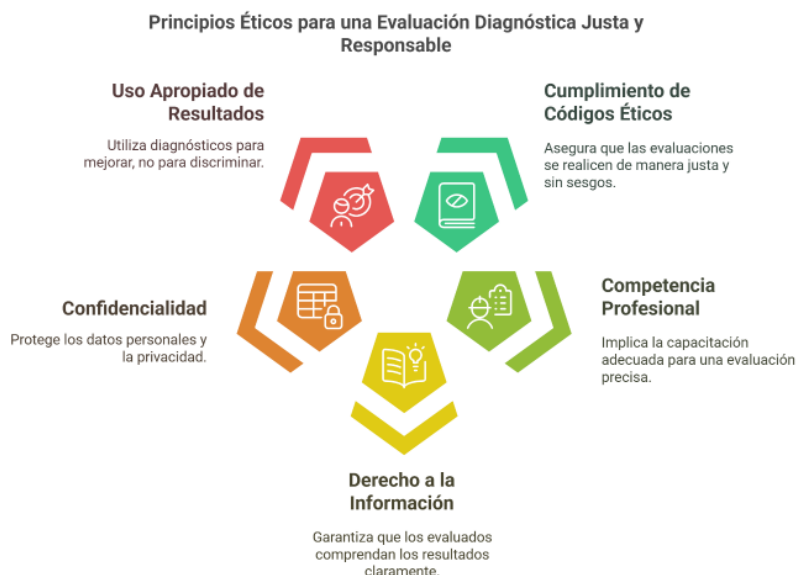 Principios Éticos para una Evaluación Diagnóstica Justa y
Responsable
Uso Apropiado de
Resultados
Utiliza diagnósticos para
mejorar, no para discriminar.
Cumplimiento de
Códigos Éticos
Asegura que las evaluaciones
se realicen de manera justa y
sin sesgos.
Confidencialidad
Protege los datos personales y
la privacidad.
Competencia
Profesional
Implica la capacitación
adecuada para una evaluación
precisa.
Derecho a la
Información
Garantiza que los evaluados
comprendan los resultados
claramente.